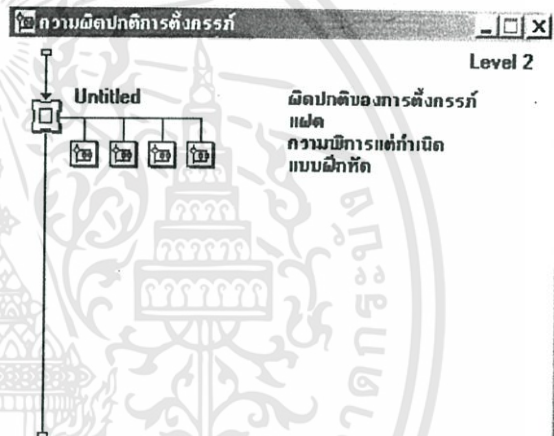 ความผิดปกติการตั้งครรภ์
Level 2
Untitled
ผิดปกติของการตั้งครรภ์
แฝด
ความพิการแต่กำเนิด
แบบฝึกหัด